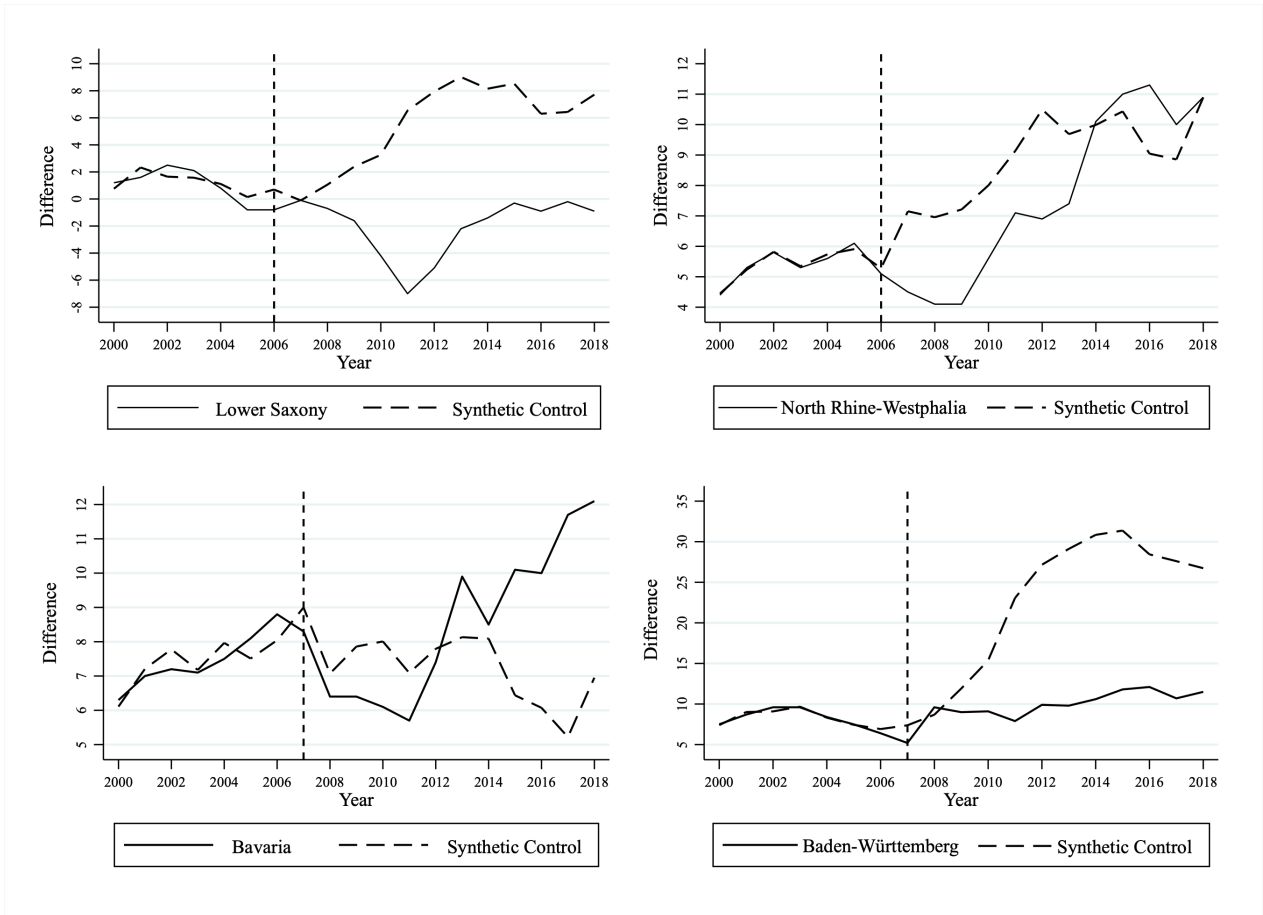 10
8
6
4
2
0
-2
-4
-6
-8
Difference
2000 2002 2004 2006 2008 2010 2012 2014 2016 2018
Year
Lower Saxony Synthetic Control
12
11
10
9
8
7
6
5
4
Difference
2000 2002 2004 2006 2008 2010 2012 2014 2016 2018
Year
North Rhine-Westphalia Synthetic Control
12
11
10
9
8
7
6
5
Difference
2000 2002 2004 2006 2008 2010 2012 2014 2016 2018
Year
Bavaria Synthetic Control
35
30
25
20
15
10
5
Difference
2000 2002 2004 2006 2008 2010 2012 2014 2016 2018
Year
Baden-Württemberg Synthetic Control